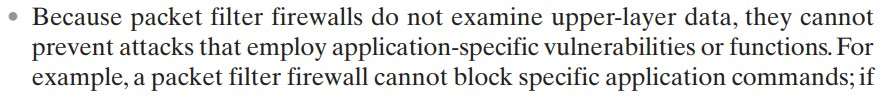 • Because packet filter firewalls do not examine upper-layer data, they cannot
prevent attacks that employ application-specific vulnerabilities or functions. For
example, a packet filter firewall cannot block specific application commands; if